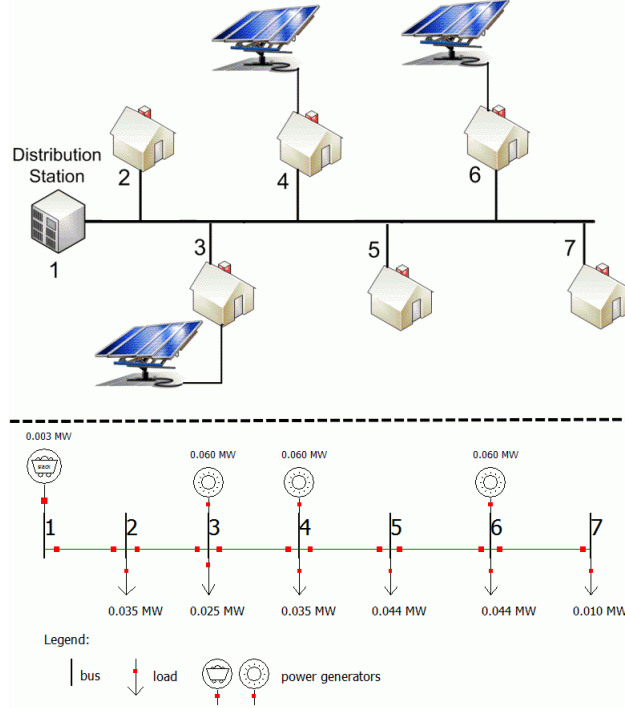 Distribution
Station
1
2
3
4
5
6
7
0.003 MW
0.060 MW
0.060 MW
0.060 MW
1
2
3
4
5
6
7
0.035 MW
0.025 MW
0.035 MW
0.044 MW
0.044 MW
0.010 MW
Legend:
bus
load
power generators